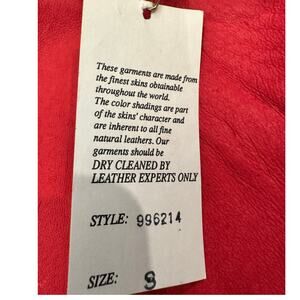 These garments are made from
the finest skins obtainable
throughout the world.
The color shadings are part
of the skins' character and
are inherent to all fine
natural leathers. Our
garments should be
DRY CLEANED BY
LEATHER EXPERTS ONLY
STYLE: 996214
SIZE: S